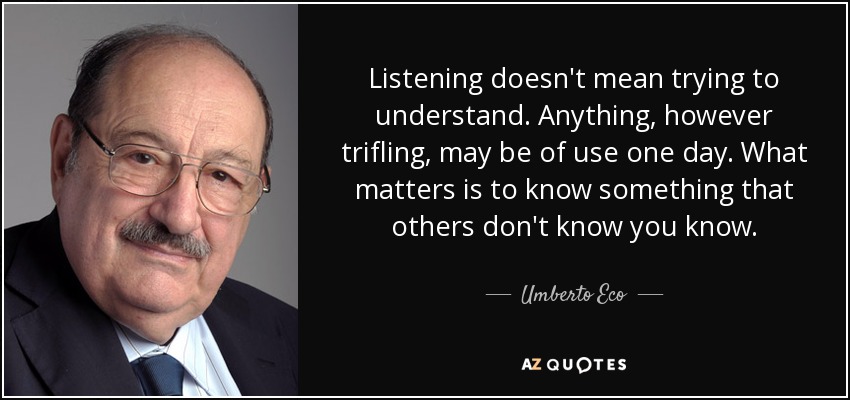 Listening doesn't mean trying to
understand. Anything, however
trifling, may be of use one day. What
matters is to know something that
others don't know you know.
Umberto Eco
AZ QUOTES